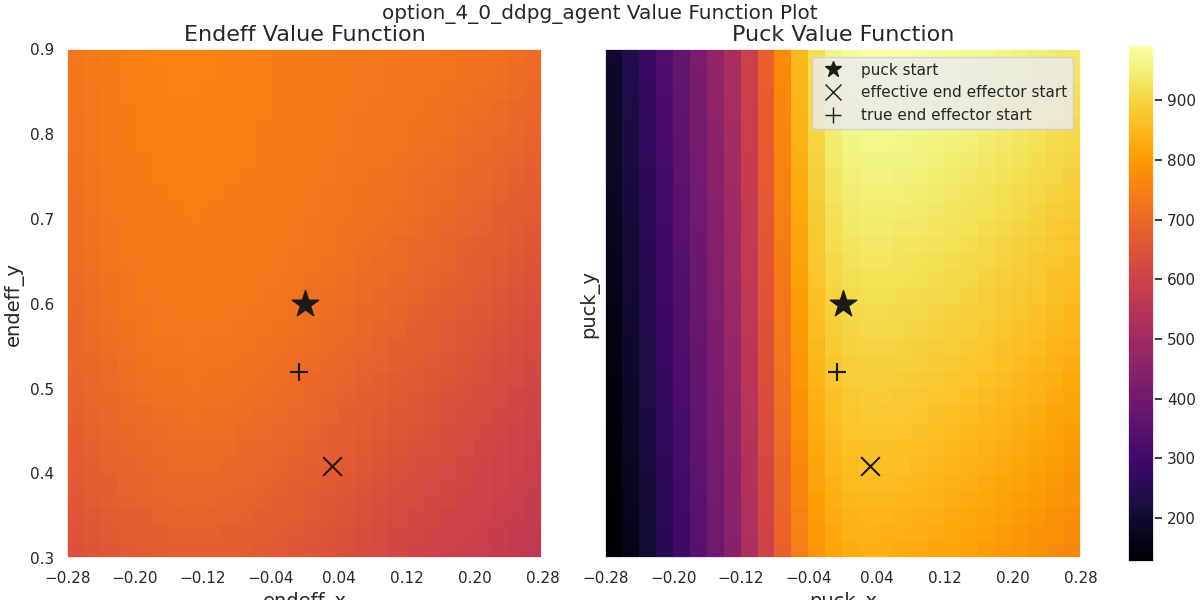 option_4_0_ddpg_agent Value Function Plot
Endeff Value Function
Puck Value Function
0.9
0.8
0.7
0.6
0.5
0.4
0.3
endeff_y
−0.28 −0.20 −0.12 −0.04 0.04 0.12 0.20 0.28
endeff_x
puck_y
puck start
effective end effector start
true end effector start
−0.28 −0.20 −0.12 −0.04 0.04 0.12 0.20 0.28
puck_x
900
800
700
600
500
400
300
200